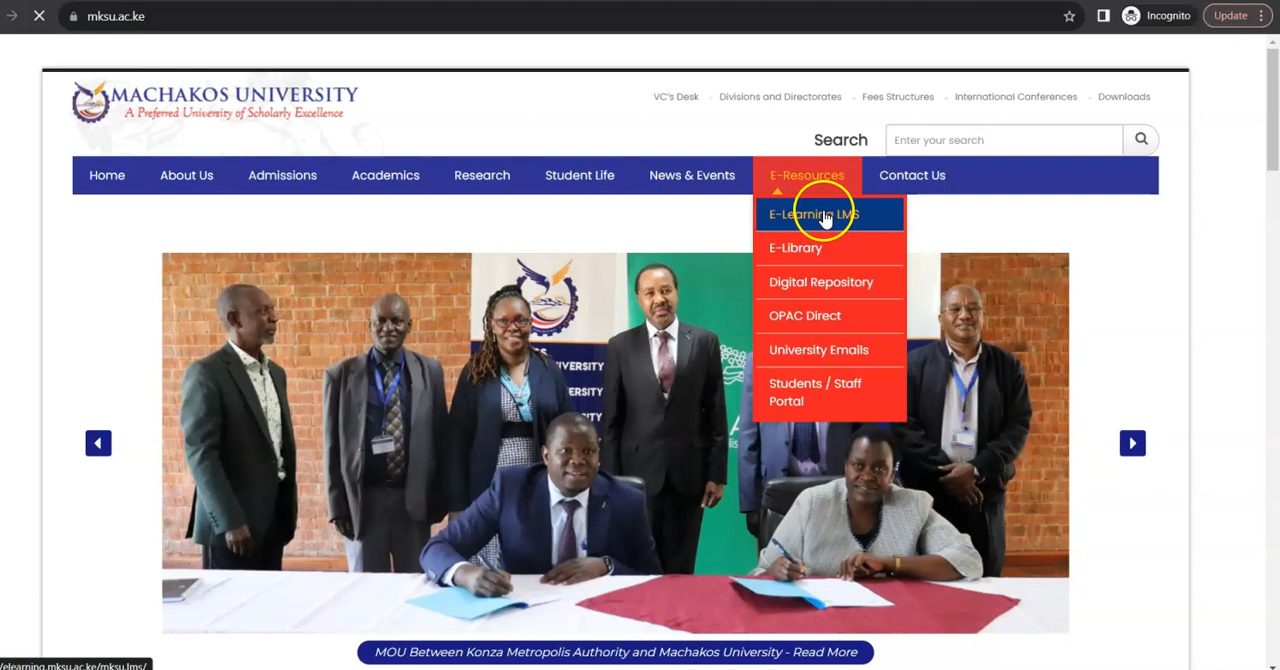 mksu.ac.ke
Incognito
Update
MACHAKOS UNIVERSITY
A Preferred University of Scholarly Excellence
VC's Desk
Divisions and Directorates
Fees Structures
International Conferences
Downloads
Search
Enter your search
Home
About Us
Admissions
Academics
Research
Student Life
News & Events
E-Resources
Contact Us
E-Learning LMS
E-Library
Digital Repository
OPAC Direct
University Emails
Students / Staff
Portal
MOU Between Konza Metropolis Authority and Machakos University - Read More
/elearning.mksu.ac.ke/mksu.lms/